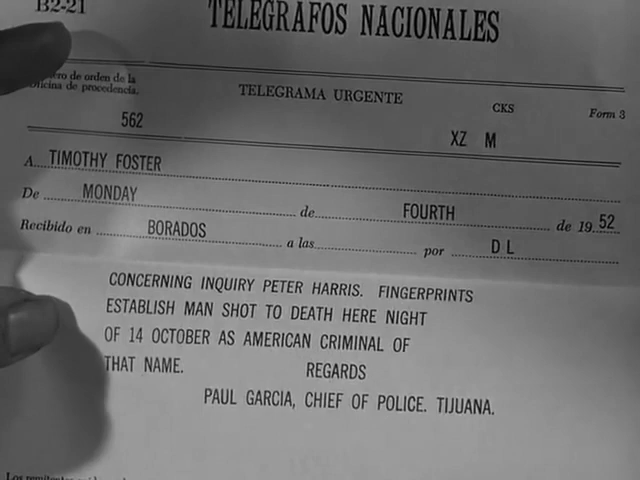 B2-21
TELEGRAFOS NACIONALES
ero de orden de la
oficina de procedencia.
TELEGRAMA URGENTE
CKS
Form 3
562
XZ M
A... TIMOTHY FOSTER
De ... MONDAY ... de ... FOURTH ... de 19 52
Recibido en ... BORADOS ... a las ... por ... D L
CONCERNING INQUIRY PETER HARRIS. FINGERPRINTS
ESTABLISH MAN SHOT TO DEATH HERE NIGHT
OF 14 OCTOBER AS AMERICAN CRIMINAL OF
THAT NAME. REGARDS
PAUL GARCIA, CHIEF OF POLICE. TIJUANA.